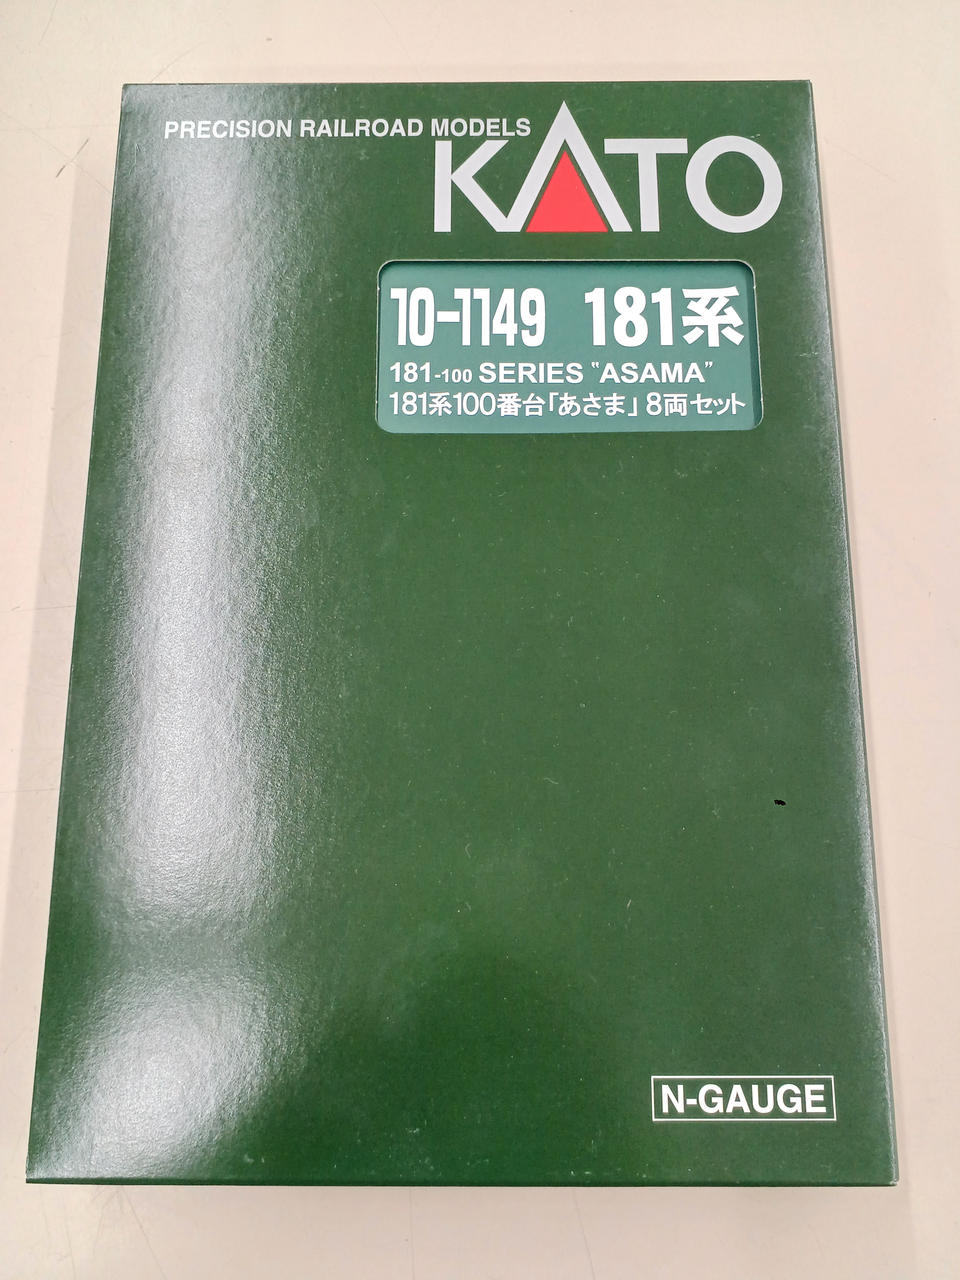 PRECISION RAILROAD MODELS
KATO
10-1149 181系
181-100 SERIES "ASAMA"
181系100番台「あさま」8両セット
N-GAUGE